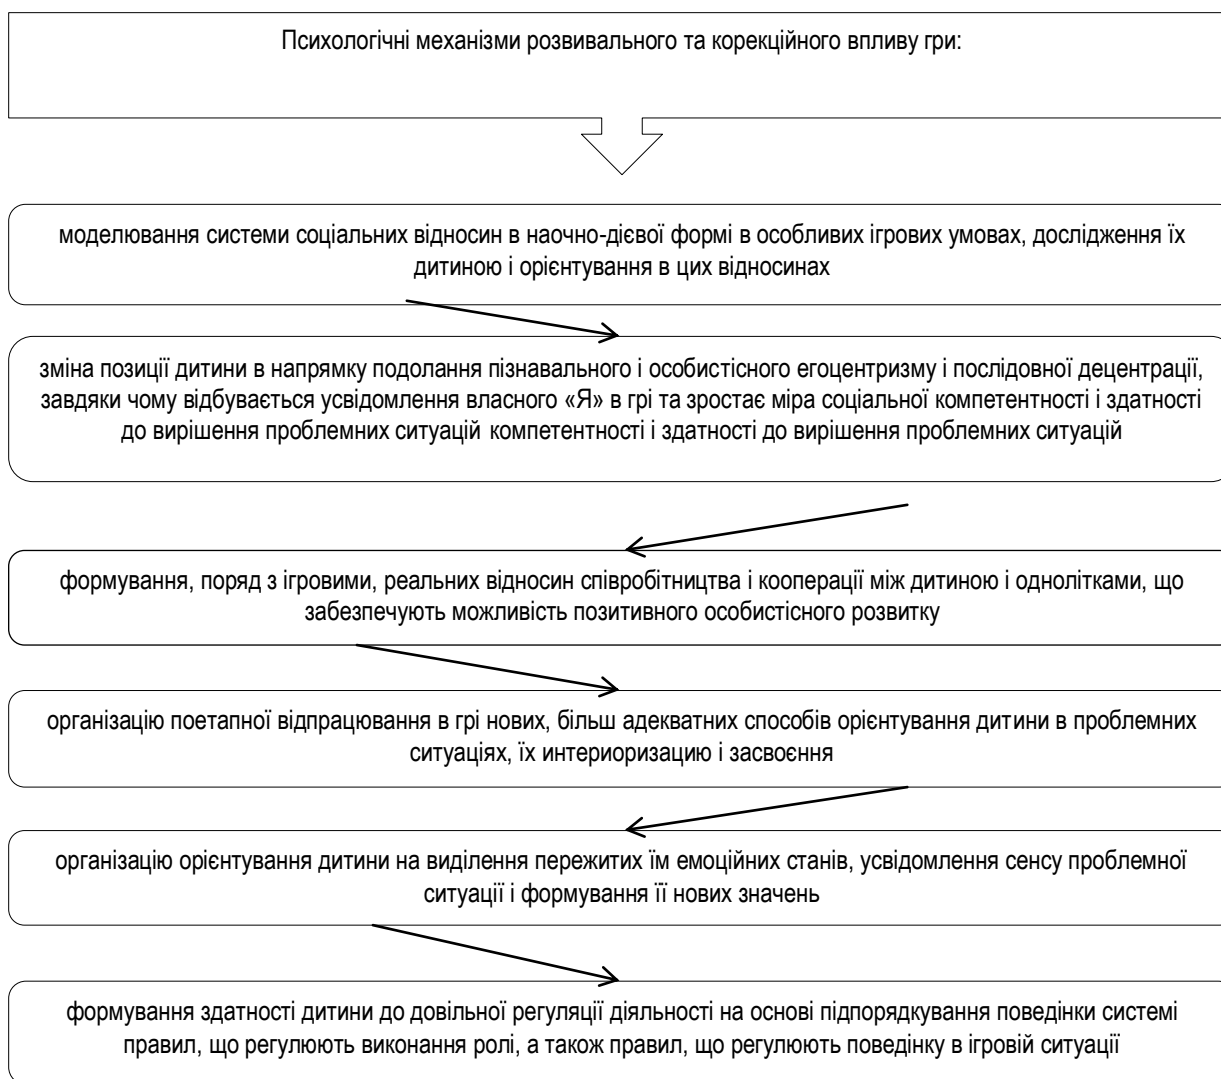 Психологічні механізми розвивального та корекційного впливу гри:
моделювання системи соціальних відносин в наочно-дієвої формі в особливих ігрових умовах, дослідження їх
дитиною і орієнтування в цих відносинах
зміна позиції дитини в напрямку подолання пізнавального і особистісного егоцентризму і послідовної децентрації,
завдяки чому відбувається усвідомлення власного «Я» в грі та зростає міра соціальної компетентності і здатності
до вирішення проблемних ситуацій компетентності і здатності до вирішення проблемних ситуацій
формування, поряд з ігровими, реальних відносин співробітництва і кооперації між дитиною і однолітками, що
забезпечують можливість позитивного особистісного розвитку
організацію поетапної відпрацювання в грі нових, більш адекватних способів орієнтування дитини в проблемних
ситуаціях, їх интериоризацію і засвоєння
організацію орієнтування дитини на виділення пережитих їм емоційних станів, усвідомлення сенсу проблемної
ситуації і формування її нових значень
формування здатності дитини до довільної регуляції діяльності на основі підпорядкування поведінки системі
правил, що регулюють виконання ролі, а також правил, що регулюють поведінку в ігровій ситуації